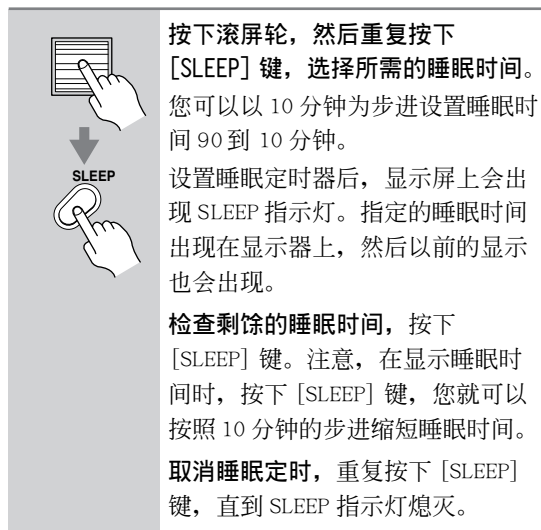 按下滚屏轮，然后重复按下
[SLEEP] 键，选择所需的睡眠时间。
您可以以 10 分钟为步进设置睡眠时
间 90 到 10 分钟。
SLEEP
设置睡眠定时器后，显示屏上会出
现 SLEEP 指示灯。指定的睡眠时间
出现在显示器上，然后以前的显示
也会出现。
检查剩馀的睡眠时间，按下
[SLEEP] 键。注意，在显示睡眠时
间时，按下 [SLEEP] 键，您就可以
按照 10 分钟的步进缩短睡眠时间。
取消睡眠定时，重复按下 [SLEEP]
键，直到 SLEEP 指示灯熄灭。